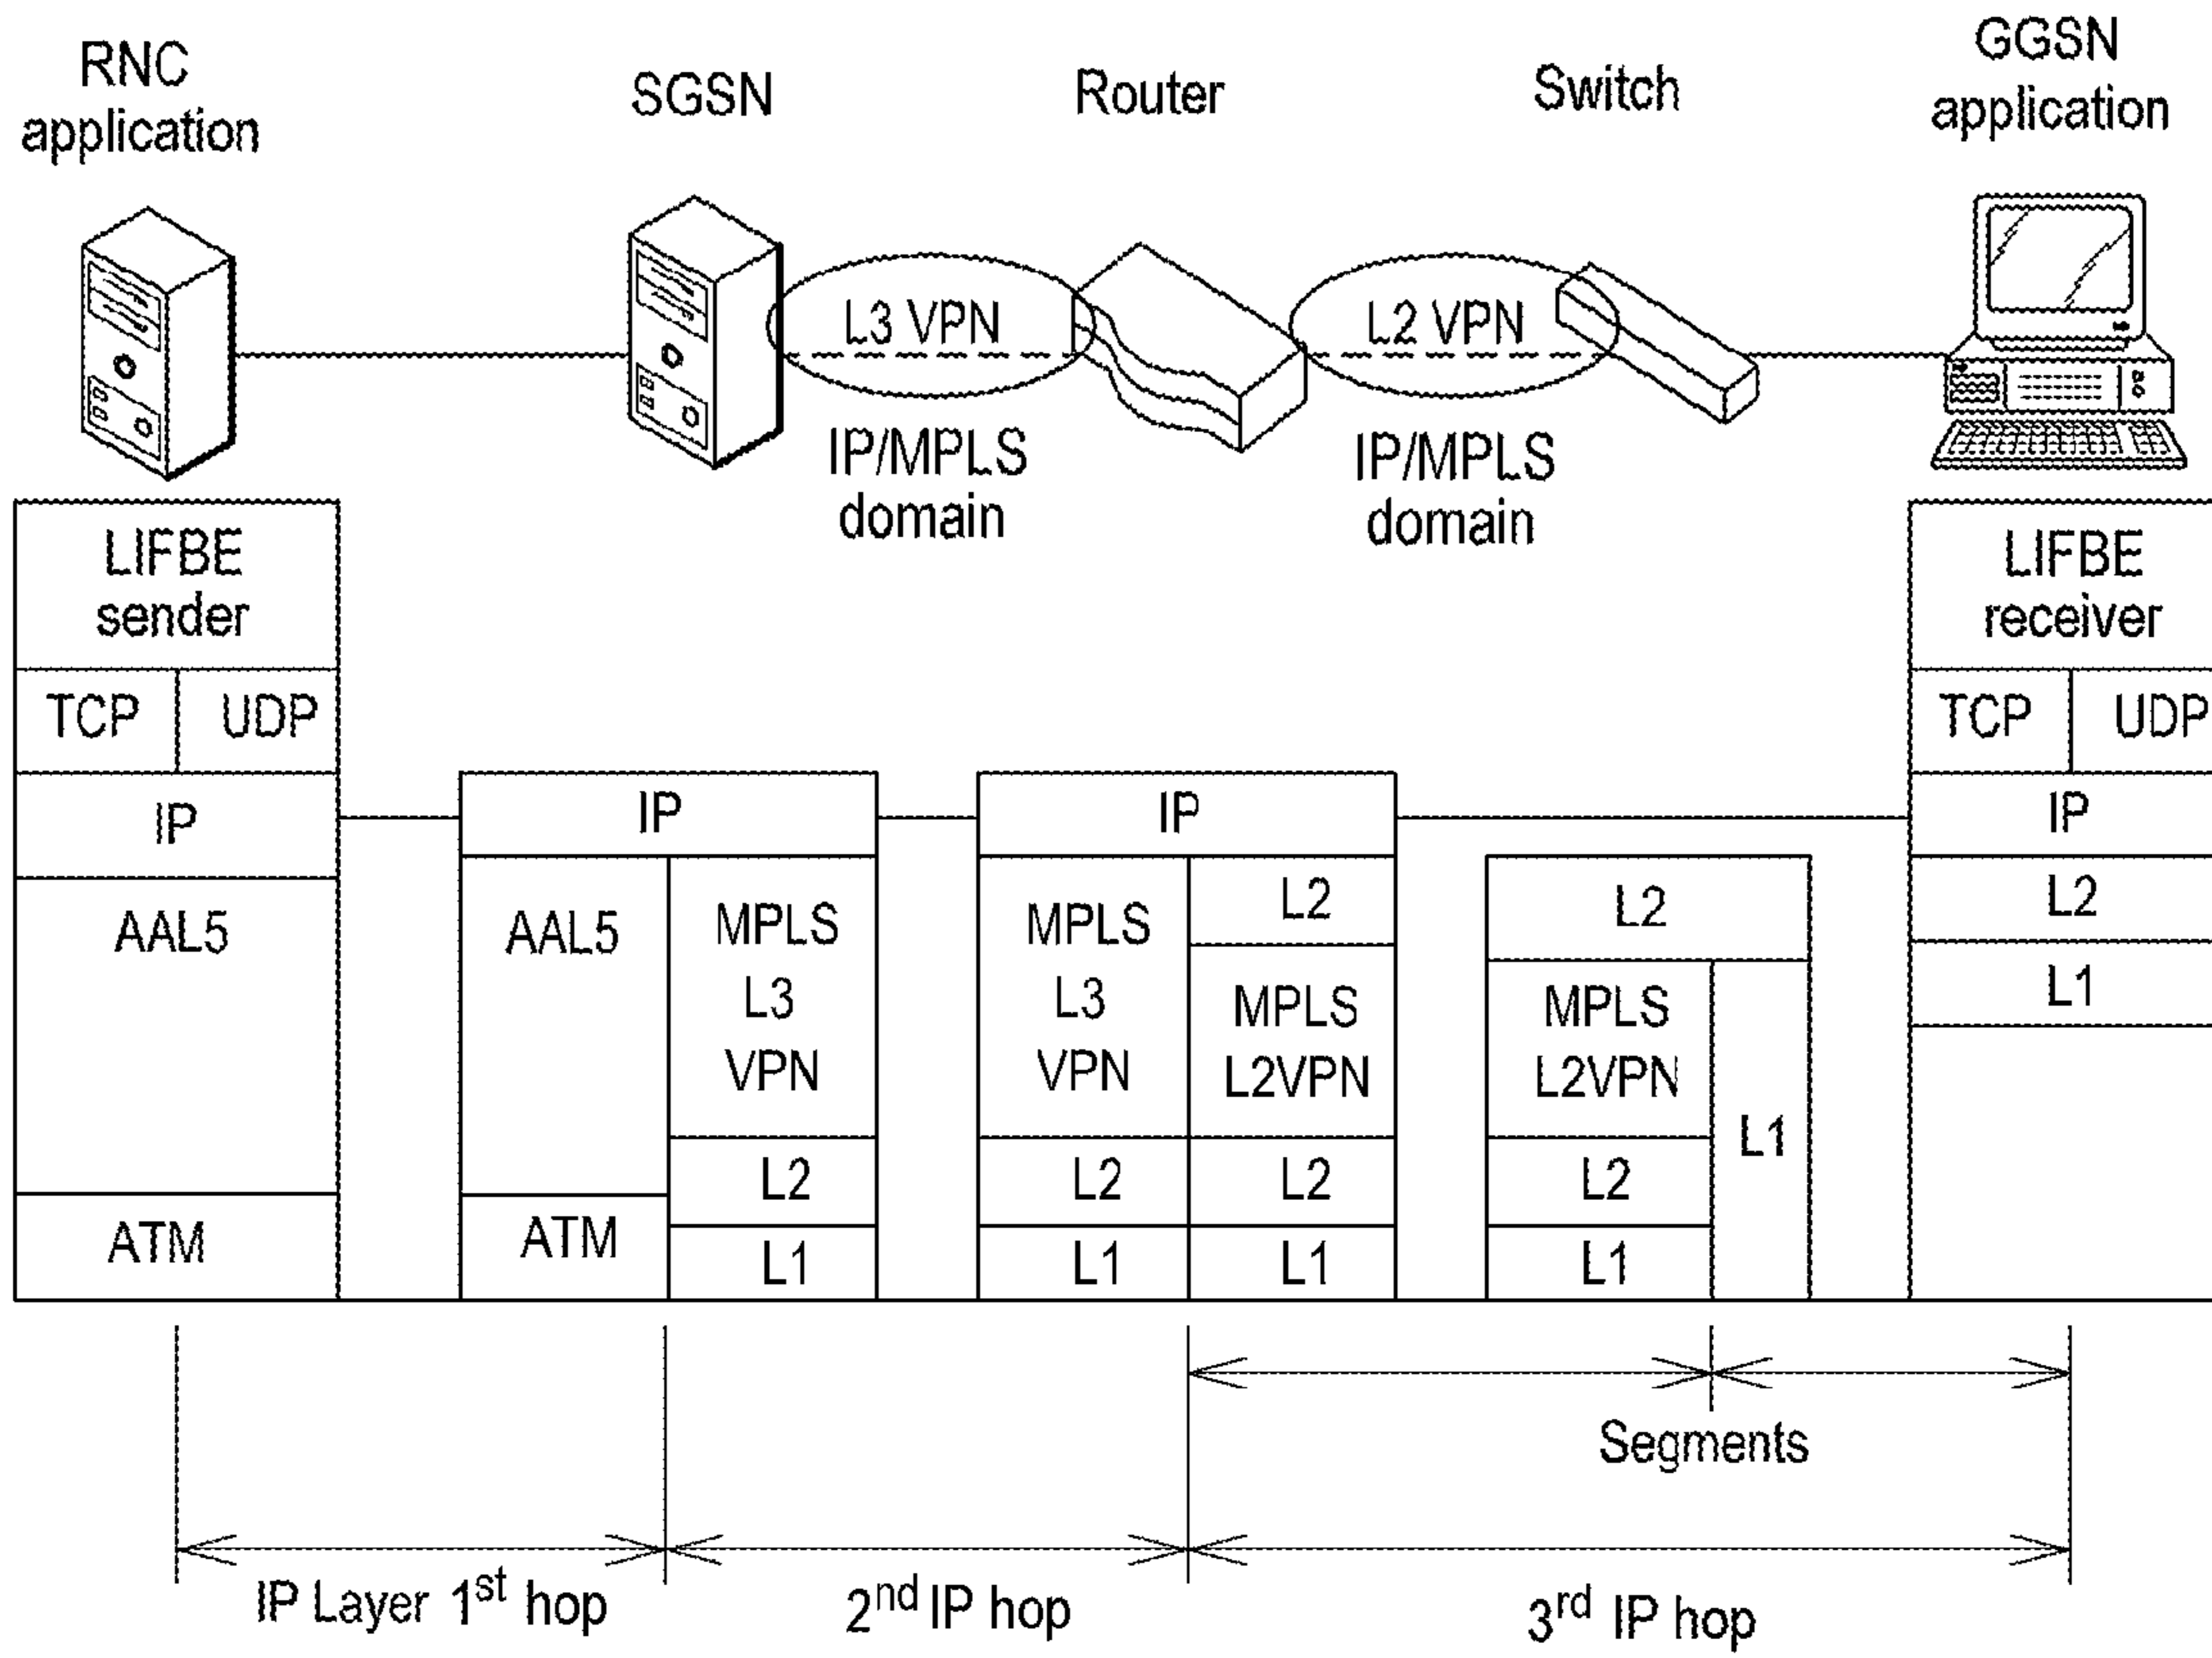 RNC
application
SGSN
Router
Switch
GGSN
application
L3 VPN
L2 VPN
IP/MPLS
domain
IP/MPLS
domain
LIFBE
sender
TCP
UDP
IP
AAL5
ATM
IP
AAL5
ATM
MPLS
L3
VPN
L2
L1
IP
MPLS
L3
VPN
L2
L1
L2
MPLS
L2VPN
L2
L1
L2
MPLS
L2VPN
L2
L1
L1
LIFBE
receiver
TCP
UDP
IP
L2
L1
Segments
IP Layer 1st hop
2nd IP hop
3rd IP hop